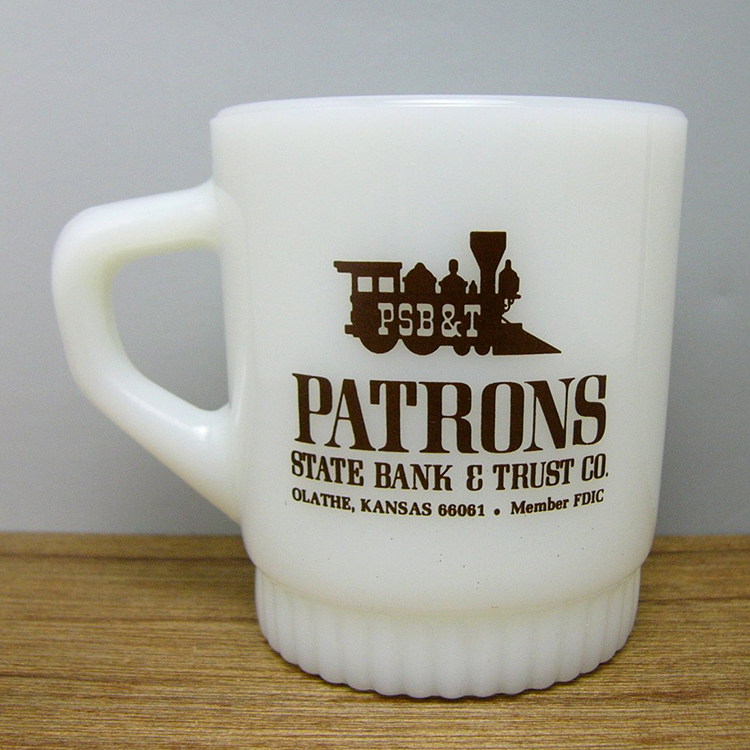 PSB&T
PATRONS
STATE BANK & TRUST CO.
OLATHE, KANSAS 66061 • Member FDIC